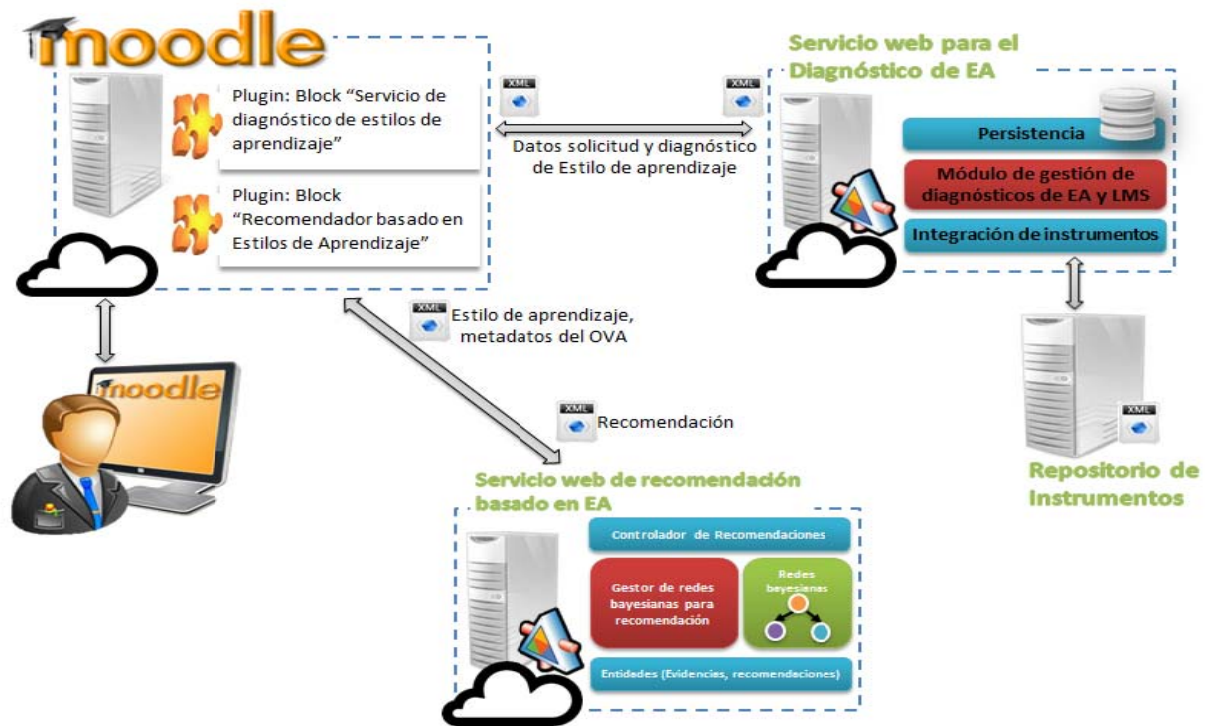 moodle
Plugin: Block “Servicio de
diagnóstico de estilos de
aprendizaje”
Plugin: Block
“Recomendador basado en
Estilos de Aprendizaje”
XML
XML
Datos solicitud y diagnóstico
de Estilo de aprendizaje
Servicio web para el
Diagnóstico de EA
Persistencia
Módulo de gestión de
diagnósticos de EA y LMS
Integración de instrumentos
XML
Estilo de aprendizaje,
metadatos del OVA
moodle
XML
Recomendación
XML
Repositorio de
Instrumentos
Servicio web de recomendación
basado en EA
Controlador de Recomendaciones
Gestor de redes
bayesianas para
recomendación
Redes
bayesianas
Entidades (Evidencias, recomendaciones)